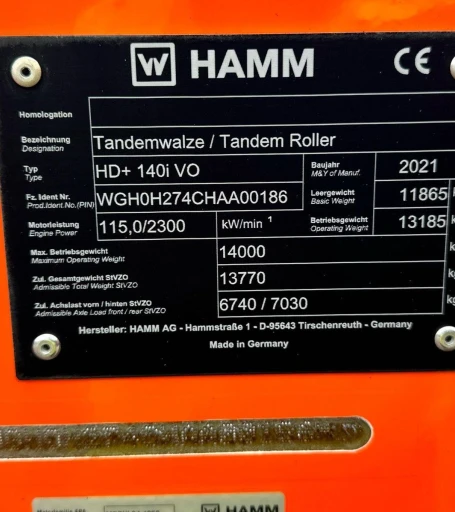 W HAMM CE
Homologation
Bezeichnung
Designation
Tandemwalze / Tandem Roller
Typ
Type
HD+ 140i VO
Baujahr
M&Y of Manuf.
2021
Fz. Ident Nr.
Prod.Ident.No.(PIN)
WGH0H274CHAA00186
Leergewicht
Basic Weight
11865
Motorleistung
Engine Power
115,0/2300
kW/min ¹
Betriebsgewicht
Operating Weight
13185
Max. Betriebsgewicht
Maximum Operating Weight
14000
Zul. Gesamtgewicht StVZO
Admissible Total Weight StVZO
13770
Zul. Achslast vorn / hinten StVZO
Admissible Axle Load front / rear StVZO
6740 / 7030
Hersteller: HAMM AG - Hammstraße 1 - D-95643 Tirschenreuth - Germany
Made in Germany
W HAMM